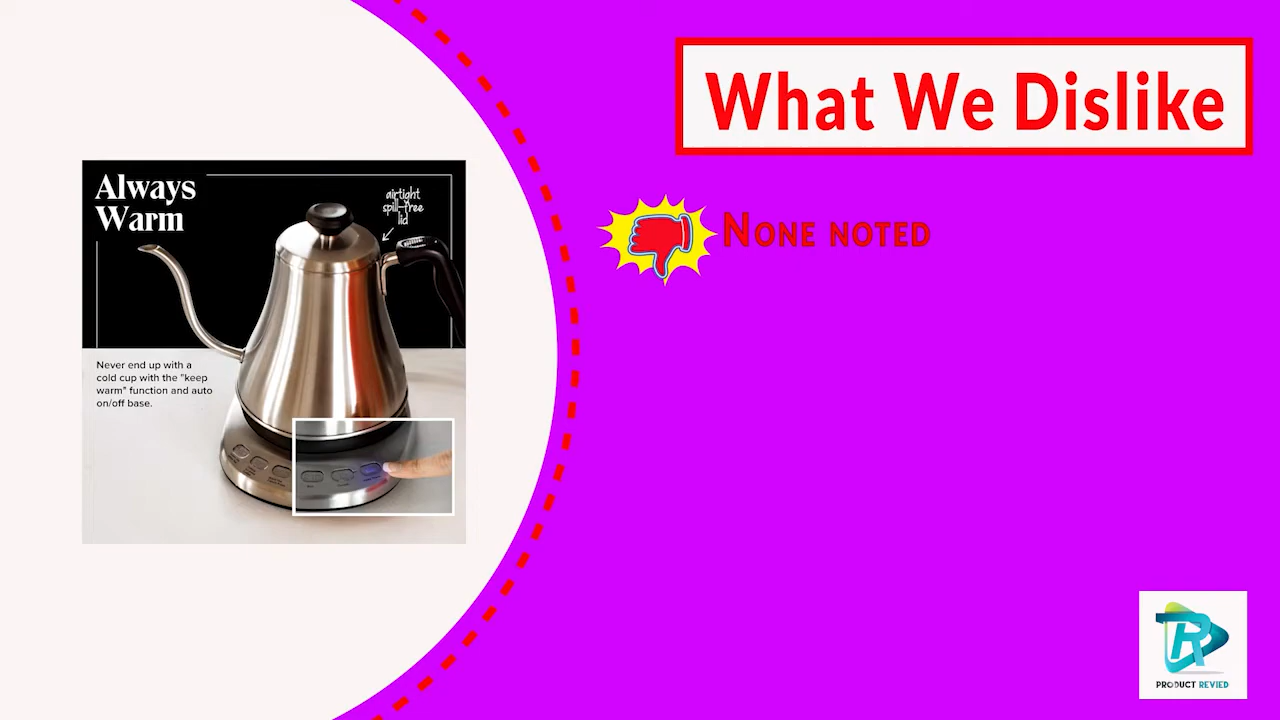 What We Dislike
None noted
Always
Warm
airtight
spill-free
lid
Never end up with a
cold cup with the "keep
warm" function and auto
on/off base.
PRODUCT REVIED